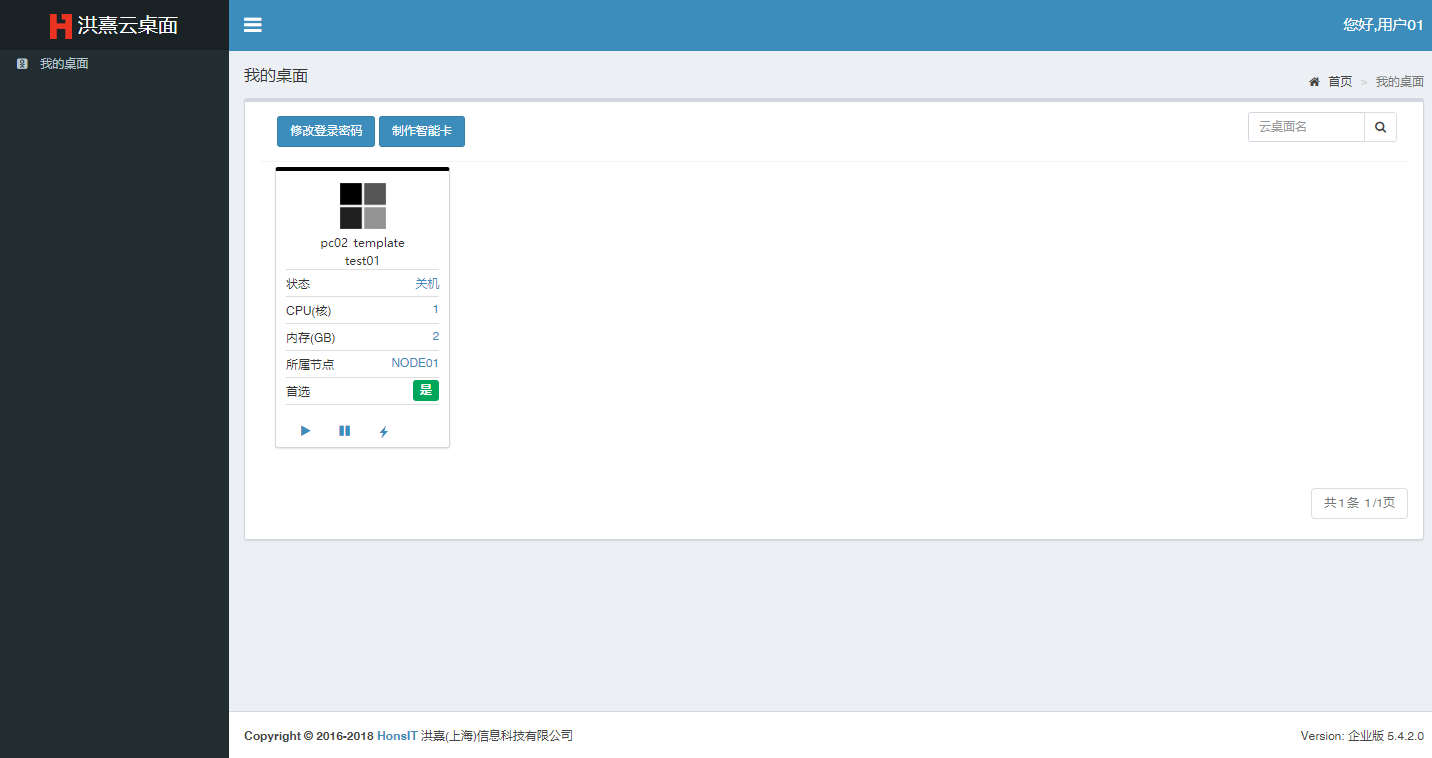 洪熹云桌面
您好,用户01
我的桌面
我的桌面
首页 > 我的桌面
修改登录密码 制作智能卡
云桌面名
pc02 template
test01
状态 关机
CPU(核) 1
内存(GB) 2
所属节点 NODE01
首选 是
共1条 1/1页
Copyright © 2016-2018 HonsIT 洪熹(上海)信息科技有限公司
Version: 企业版 5.4.2.0